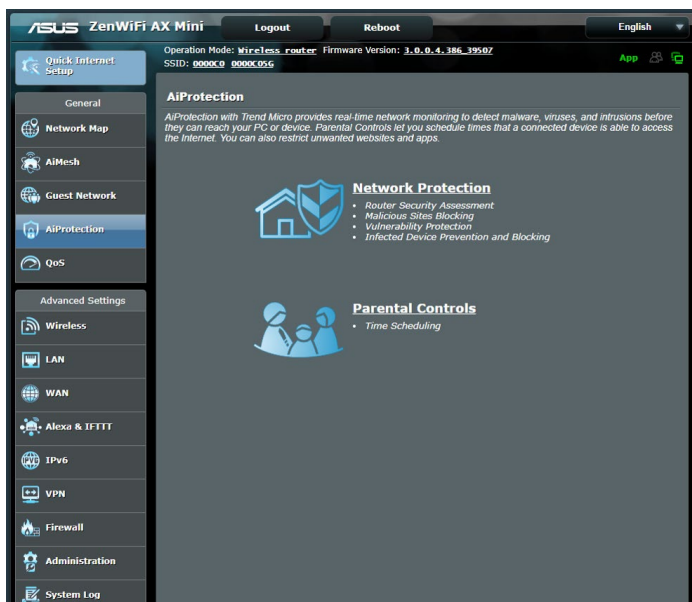 ASUS ZenWiFi AX Mini Logout Reboot English
Quick Internet Setup
Operation Mode: Wireless router Firmware Version: 3.0.0.4.386_39507
SSID: 0000C0 0000C05G
App
General
Network Map
AiMesh
Guest Network
AiProtection
QoS
Advanced Settings
Wireless
LAN
WAN
Alexa & IFTTT
IPv6
VPN
Firewall
Administration
System Log
AiProtection
AiProtection with Trend Micro provides real-time network monitoring to detect malware, viruses, and intrusions before
they can reach your PC or device. Parental Controls let you schedule times that a connected device is able to access
the Internet. You can also restrict unwanted websites and apps.
Network Protection
• Router Security Assessment
• Malicious Sites Blocking
• Vulnerability Protection
• Infected Device Prevention and Blocking
Parental Controls
• Time Scheduling